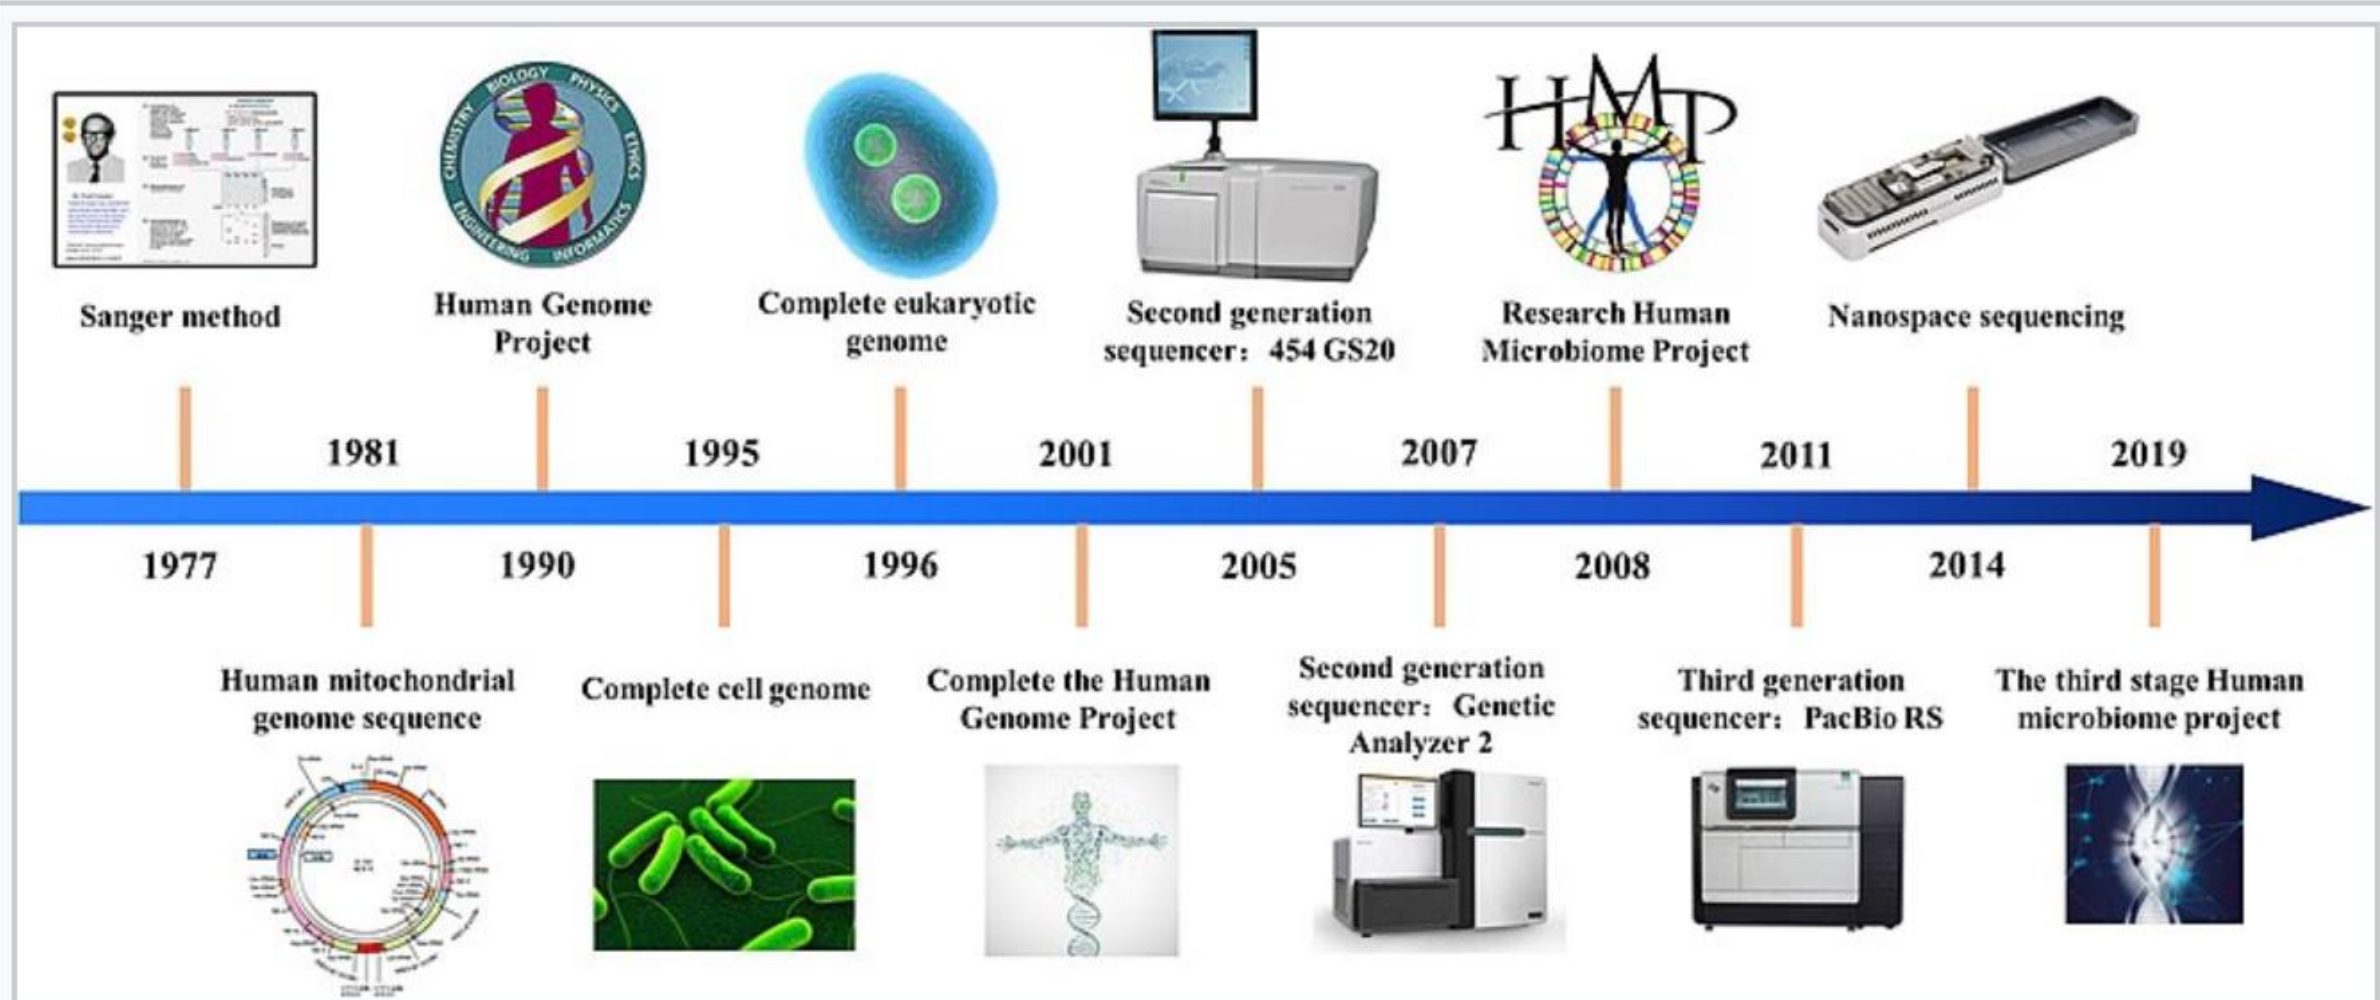 CHEMISTRY BIOLOGY PHYSICS ETHICS
ENGINEERING INFORMATICS
HMP
Sanger method
Human Genome
Project
Complete eukaryotic
genome
Second generation
sequencer: 454 GS20
Research Human
Microbiome Project
Nanospace sequencing
1981
1995
2001
2007
2011
2019
1977
1990
1996
2005
2008
2014
Human mitochondrial
genome sequence
Complete cell genome
Complete the Human
Genome Project
Second generation
sequencer: Genetic
Analyzer 2
Third generation
sequencer: PacBio RS
The third stage Human
microbiome project